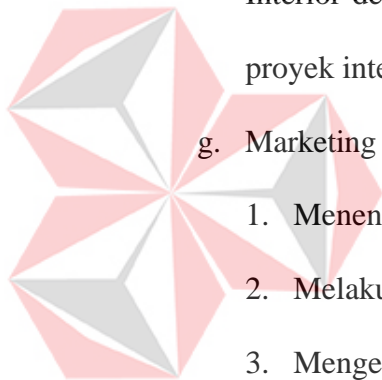 Interior de
proyek inte
g. Marketing
1. Menen
2. Melaku
3. Menge